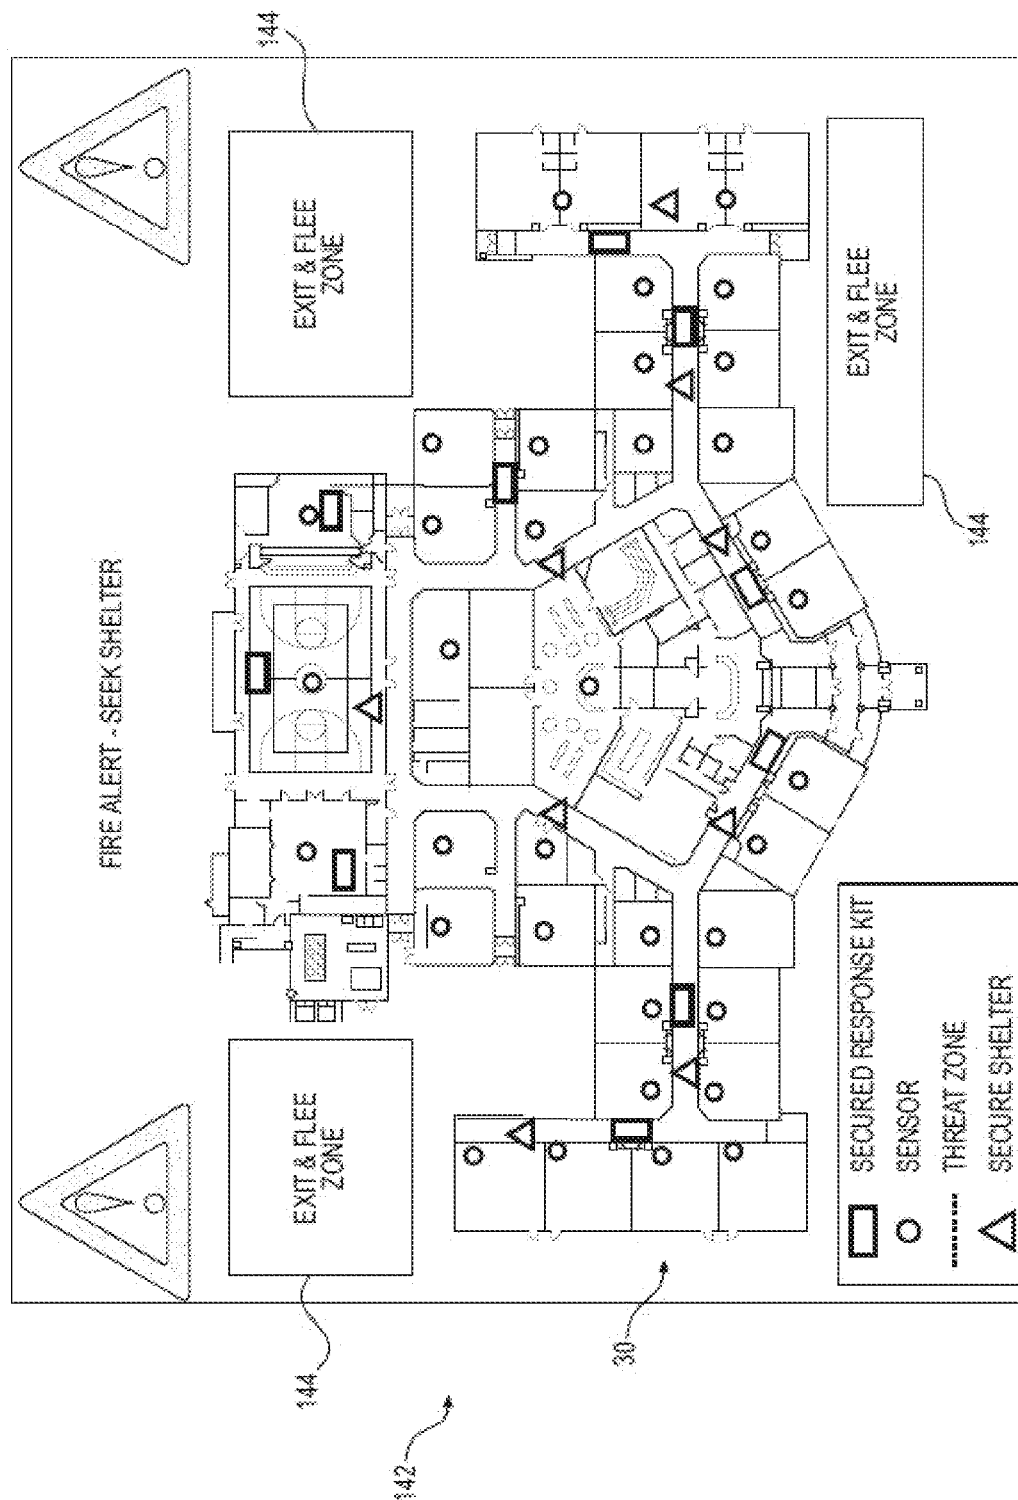 FIRE ALERT - SEEK SHELTER
144
EXIT & FLEE
ZONE
144
EXIT & FLEE
ZONE
EXIT & FLEE
ZONE
144
142
30
SECURED RESPONSE KIT
SENSOR
THREAT ZONE
SECURE SHELTER